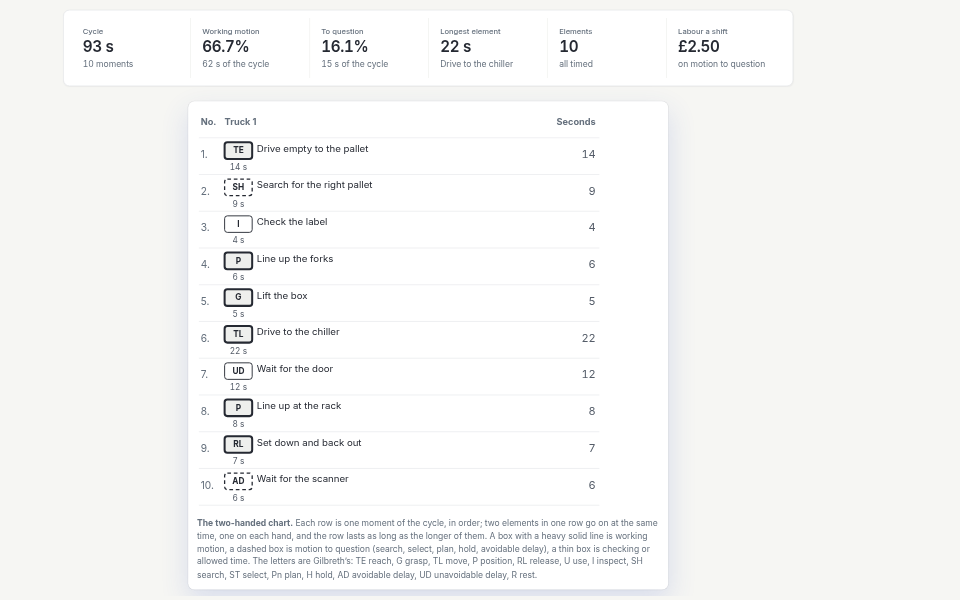 Cycle
93 s
10 moments
Working motion
66.7%
62 s of the cycle
To question
16.1%
15 s of the cycle
Longest element
22 s
Drive to the chiller
Elements
10
all timed
Labour a shift
£2.50
on motion to question
No. Truck 1 Seconds
1. TE Drive empty to the pallet 14
14 s
2. SH Search for the right pallet 9
9 s
3. I Check the label 4
4 s
4. P Line up the forks 6
6 s
5. G Lift the box 5
5 s
6. TL Drive to the chiller 22
22 s
7. UD Wait for the door 12
12 s
8. P Line up at the rack 8
8 s
9. RL Set down and back out 7
7 s
10. AD Wait for the scanner 6
6 s
The two-handed chart. Each row is one moment of the cycle, in order; two elements in one row go on at the same
time, one on each hand, and the row lasts as long as the longer of them. A box with a heavy solid line is working
motion, a dashed box is motion to question (search, select, plan, hold, avoidable delay), a thin box is checking or
allowed time. The letters are Gilbreth's: TE reach, G grasp, TL move, P position, RL release, U use, I inspect, SH
search, ST select, Pn plan, H hold, AD avoidable delay, UD unavoidable delay, R rest.